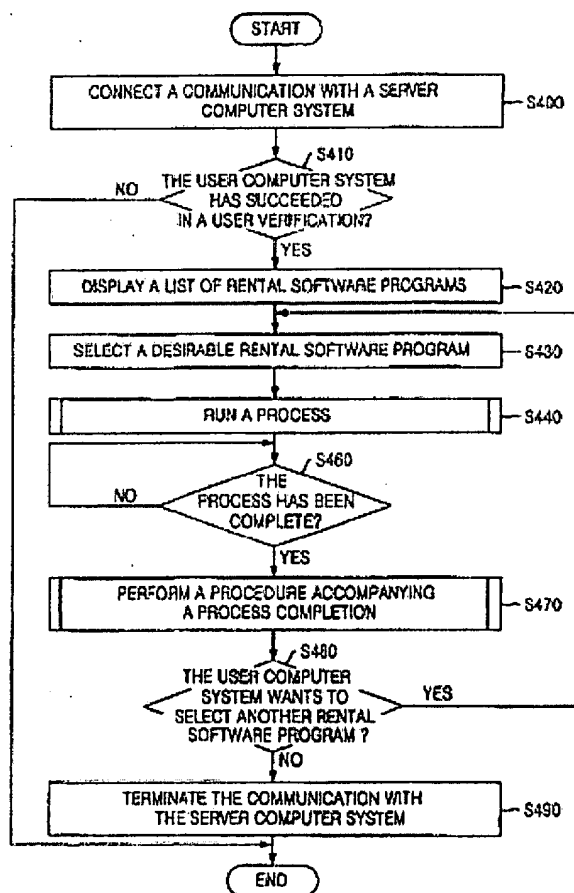 START
CONNECT A COMMUNICATION WITH A SERVER
COMPUTER SYSTEM
S400
S410
NO
THE USER COMPUTER SYSTEM
HAS SUCCEEDED
IN A USER VERIFICATION?
YES
DISPLAY A LIST OF RENTAL SOFTWARE PROGRAMS
S420
SELECT A DESIRABLE RENTAL SOFTWARE PROGRAM
S430
RUN A PROCESS
S440
S460
NO
THE
PROCESS HAS BEEN
COMPLETE?
YES
PERFORM A PROCEDURE ACCOMPANYING
A PROCESS COMPLETION
S470
S480
THE USER COMPUTER
SYSTEM WANTS TO
SELECT ANOTHER RENTAL
SOFTWARE PROGRAM ?
YES
NO
TERMINATE THE COMMUNICATION WITH
THE SERVER COMPUTER SYSTEM
S490
END